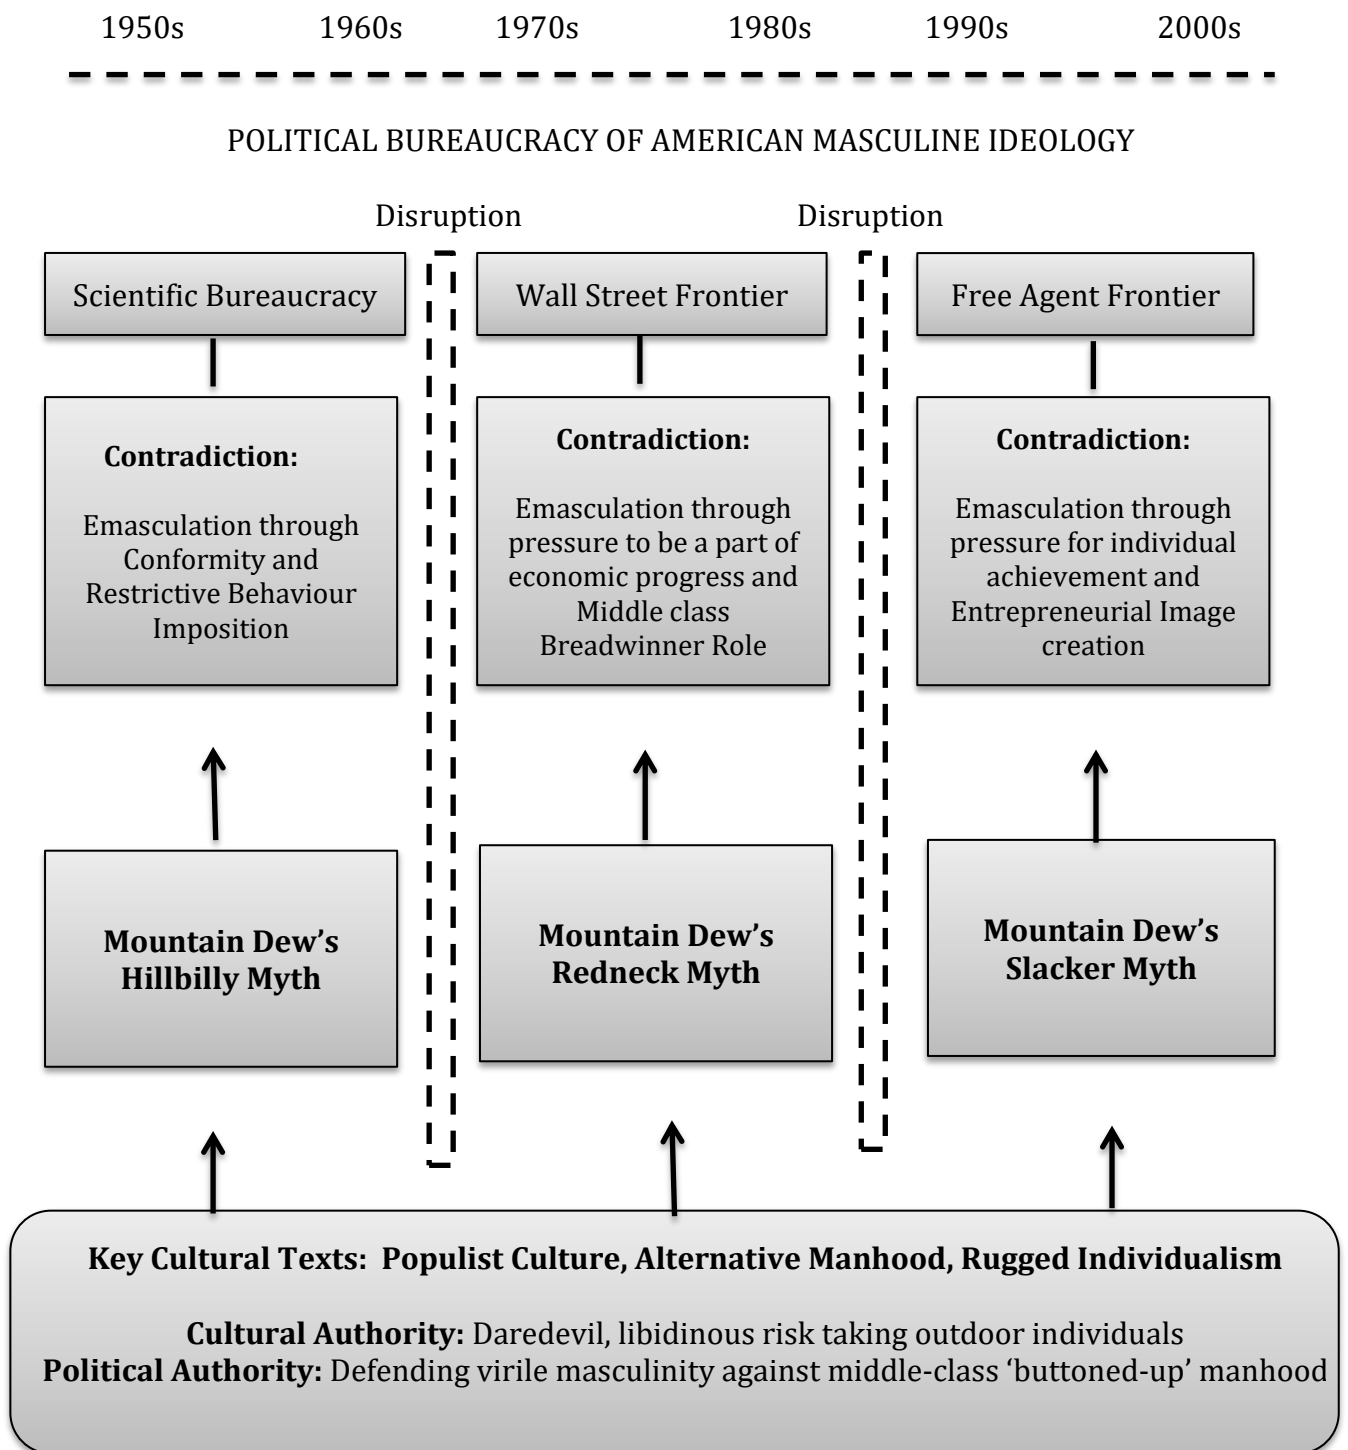 1950s 1960s 1970s 1980s 1990s 2000s
POLITICAL BUREAUCRACY OF AMERICAN MASCULINE IDEOLOGY
Disruption
Disruption
Scientific Bureaucracy
Wall Street Frontier
Free Agent Frontier
Contradiction:
Emasculation through
Conformity and
Restrictive Behaviour
Imposition
Contradiction:
Emasculation through
pressure to be a part of
economic progress and
Middle class
Breadwinner Role
Contradiction:
Emasculation through
pressure for individual
achievement and
Entrepreneurial Image
creation
Mountain Dew’s
Hillbilly Myth
Mountain Dew’s
Redneck Myth
Mountain Dew’s
Slacker Myth
Key Cultural Texts: Populist Culture, Alternative Manhood, Rugged Individualism
Cultural Authority: Daredevil, libidinous risk taking outdoor individuals
Political Authority: Defending virile masculinity against middle-class ‘buttoned-up’ manhood